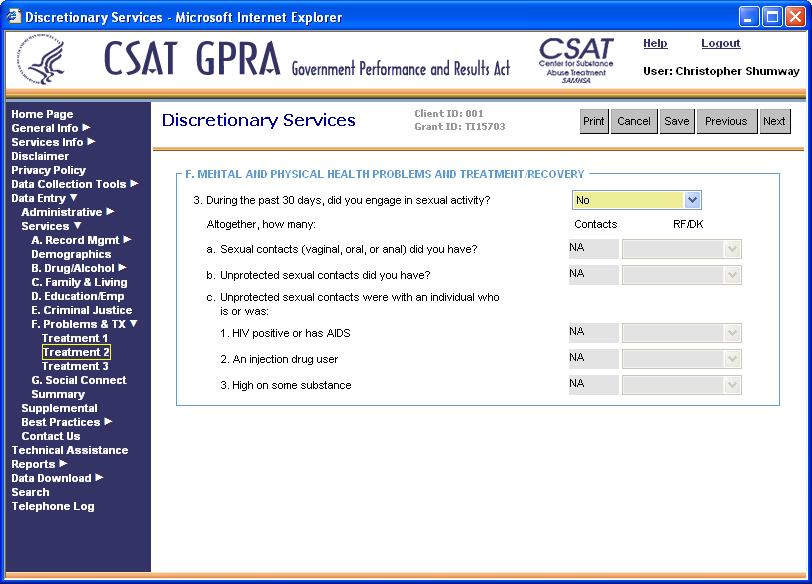 Discretionary Services - Microsoft Internet Explorer
CSAT GPRA Government Performance and Results Act
CSAT
Center for Substance
Abuse Treatment
SAMHSA
Help Logout
User: Christopher Shumway
Home Page
General Info
Services Info
Disclaimer
Privacy Policy
Data Collection Tools
Data Entry
Administrative
Services
A. Record Mgmt
Demographics
B. Drug/Alcohol
C. Family & Living
D. Education/Emp
E. Criminal Justice
F. Problems & TX
Treatment 1
Treatment 2
Treatment 3
G. Social Connect
Summary
Supplemental
Best Practices
Contact Us
Technical Assistance
Reports
Data Download
Search
Telephone Log
Discretionary Services
Client ID: 001
Grant ID: TI15703
Print Cancel Save Previous Next
F. MENTAL AND PHYSICAL HEALTH PROBLEMS AND TREATMENT/RECOVERY
3. During the past 30 days, did you engage in sexual activity? No
Altogether, how many: Contacts RF/DK
a. Sexual contacts (vaginal, oral, or anal) did you have? NA
b. Unprotected sexual contacts did you have? NA
c. Unprotected sexual contacts were with an individual who
is or was:
1. HIV positive or has AIDS NA
2. An injection drug user NA
3. High on some substance NA